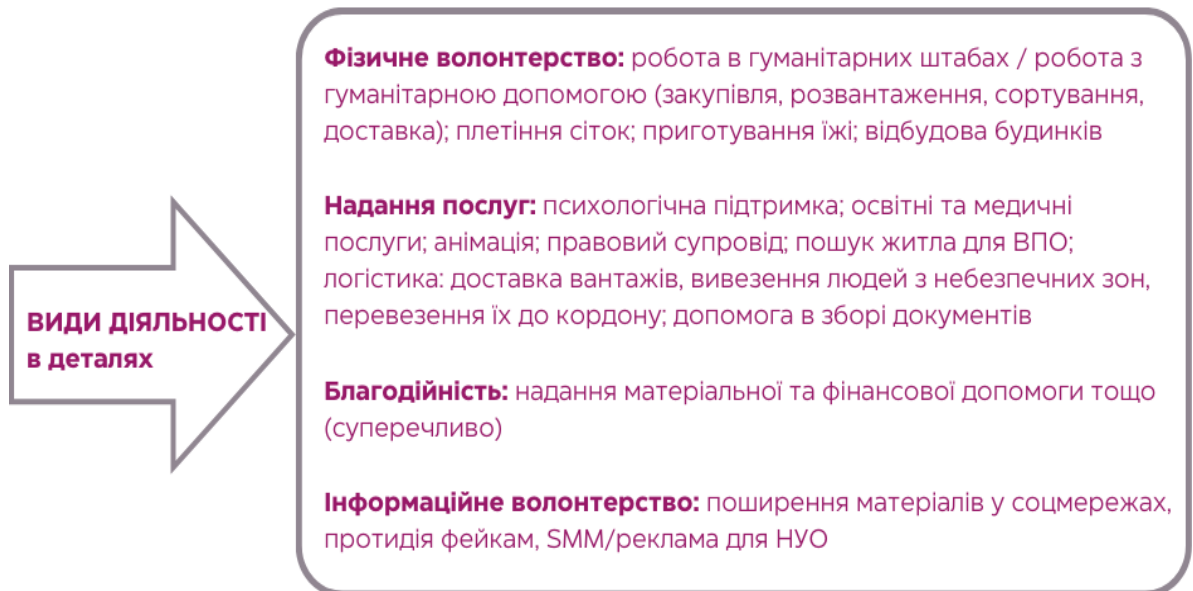 ВИДИ ДІЯЛЬНОСТІ
в деталях
Фізичне волонтерство: робота в гуманітарних штабах / робота з
гуманітарною допомогою (закупівля, розвантаження, сортування,
доставка); плетіння сіток; приготування їжі; відбудова будинків
Надання послуг: психологічна підтримка; освітні та медичні
послуги; анімація; правовий супровід; пошук житла для ВПО;
логістика: доставка вантажів, вивезення людей з небезпечних зон,
перевезення їх до кордону; допомога в зборі документів
Благодійність: надання матеріальної та фінансової допомоги тощо
(суперечливо)
Інформаційне волонтерство: поширення матеріалів у соцмережах,
протидія фейкам, SMM/реклама для НУО